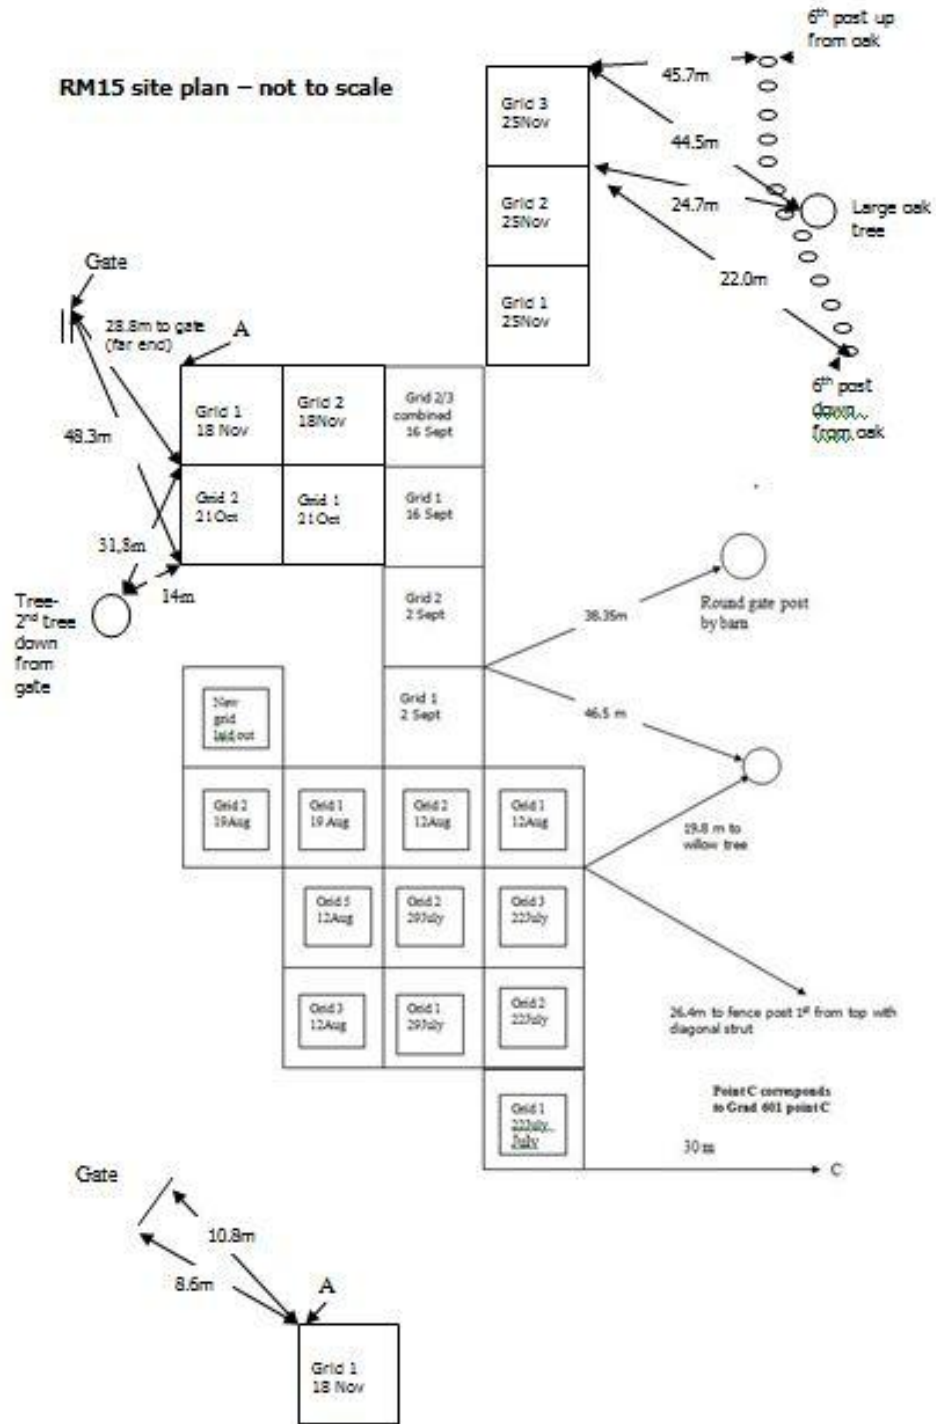 6th post up
from oak
RM15 site plan – not to scale
45.7m
Grid 3
25Nov
44.5m
Grid 2
25Nov
24.7m
Large oak
tree
22.0m
Gate
Grid 1
25Nov
28.8m to gate
(far end)
A
6th post
down
from oak
Grid 1
18 Nov
Grid 2
18Nov
Grid 2/3
combined
16 Sept
48.3m
Grid 2
21Oct
Grid 1
21Oct
Grid 1
16 Sept
31,8m
14m
Tree-
2nd tree
down
from
gate
Grid 2
2 Sept
38.35m
Round gate post
by barn
New
grid
laid out
Grid 1
2 Sept
46.5 m
Grid 2
19Aug
Grid 1
19 Aug
Grid 2
12Aug
Grid 1
12Aug
19.8 m to
willow tree
Grid 5
12Aug
Grid 2
29July
Grid 3
22July
Grid 3
12Aug
Grid 1
29July
Grid 2
22July
26.4m to fence post 1st from top with
diagonal strut
Point C corresponds
to Grad 601 point C
Grid 1
22July
July
30 m
C
Gate
10.8m
8.6m
A
Grid 1
18 Nov